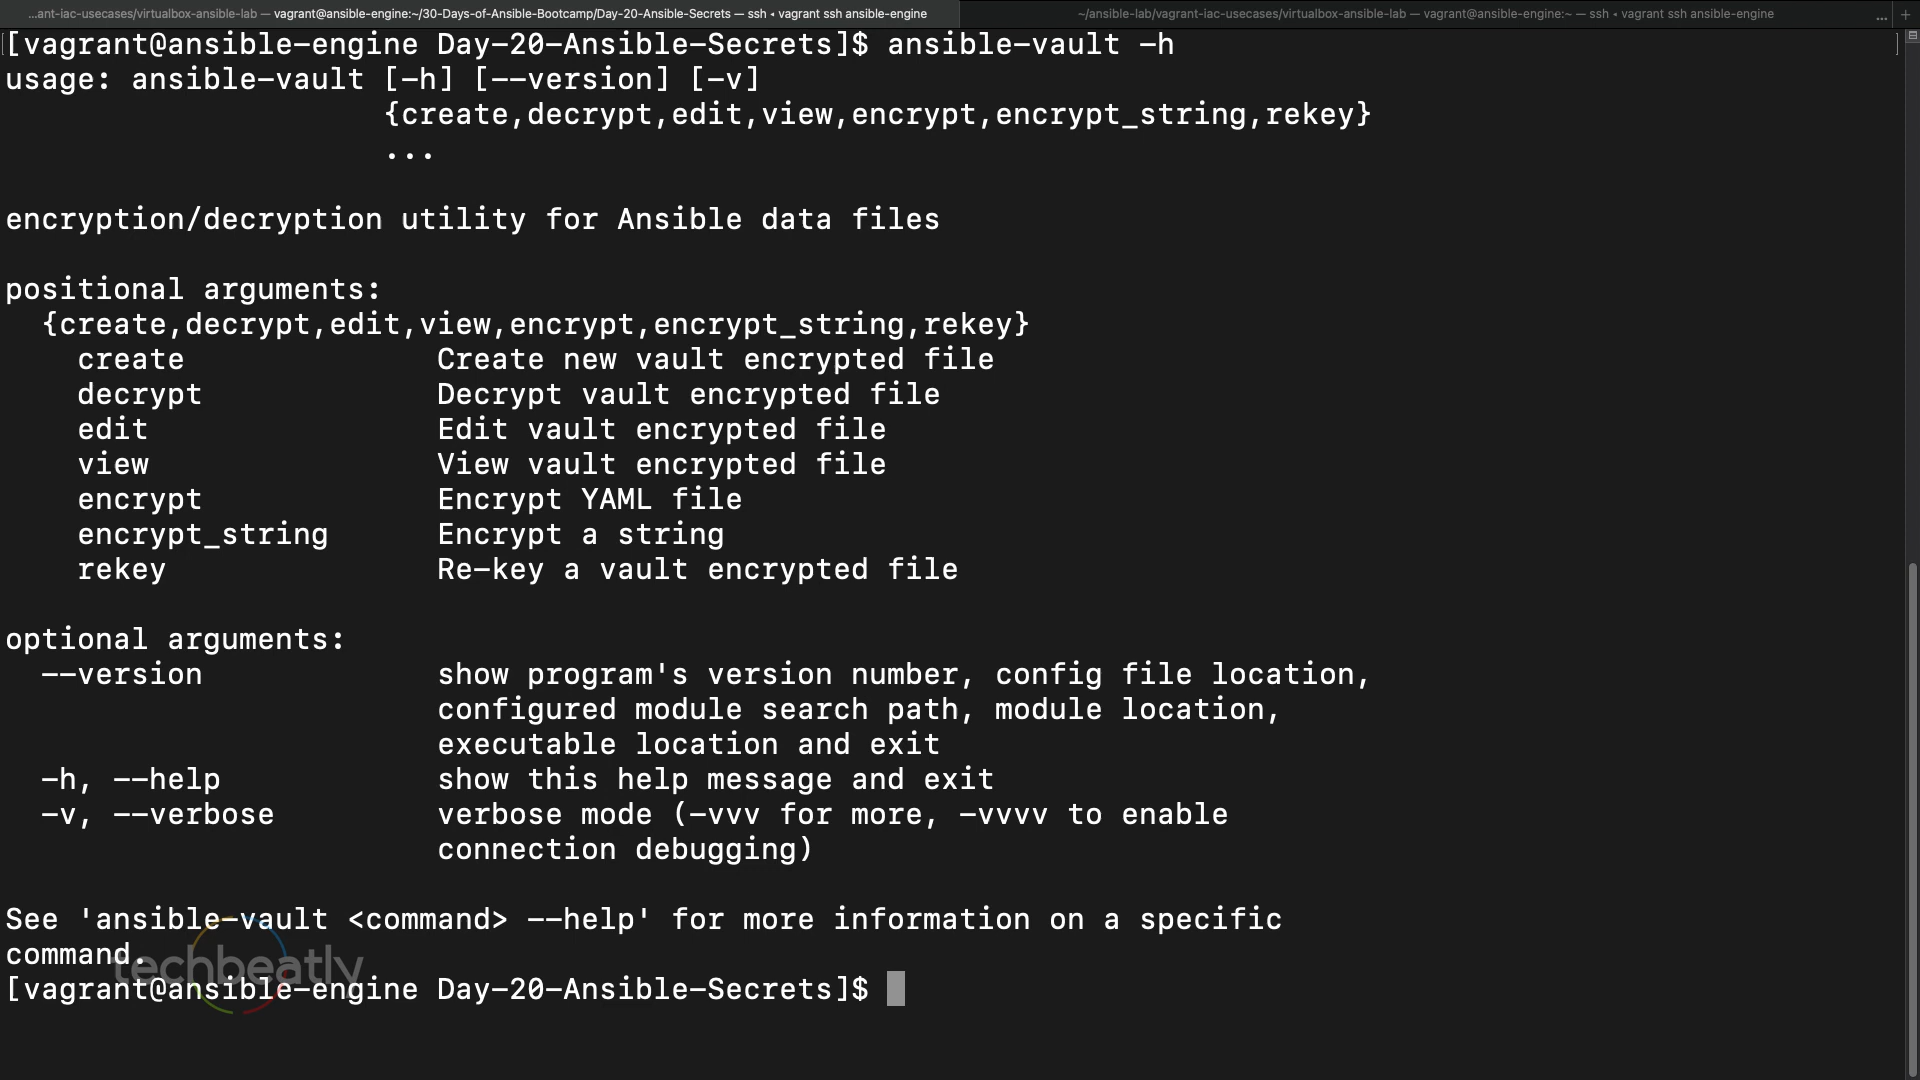 ...ant-iac-usecases/virtualbox-ansible-lab — vagrant@ansible-engine:~/30-Days-of-Ansible-Bootcamp/Day-20-Ansible-Secrets — ssh ◂ vagrant ssh ansible-engine
~/ansible-lab/vagrant-iac-usecases/virtualbox-ansible-lab — vagrant@ansible-engine:~ — ssh ◂ vagrant ssh ansible-engine
... +
[vagrant@ansible-engine Day-20-Ansible-Secrets]$ ansible-vault -h
usage: ansible-vault [-h] [--version] [-v]
{create,decrypt,edit,view,encrypt,encrypt_string,rekey}
...
encryption/decryption utility for Ansible data files
positional arguments:
{create,decrypt,edit,view,encrypt,encrypt_string,rekey}
create Create new vault encrypted file
decrypt Decrypt vault encrypted file
edit Edit vault encrypted file
view View vault encrypted file
encrypt Encrypt YAML file
encrypt_string Encrypt a string
rekey Re-key a vault encrypted file
optional arguments:
--version show program's version number, config file location,
configured module search path, module location,
executable location and exit
-h, --help show this help message and exit
-v, --verbose verbose mode (-vvv for more, -vvvv to enable
connection debugging)
See 'ansible-vault <command> --help' for more information on a specific
command.
techbeatly
[vagrant@ansible-engine Day-20-Ansible-Secrets]$